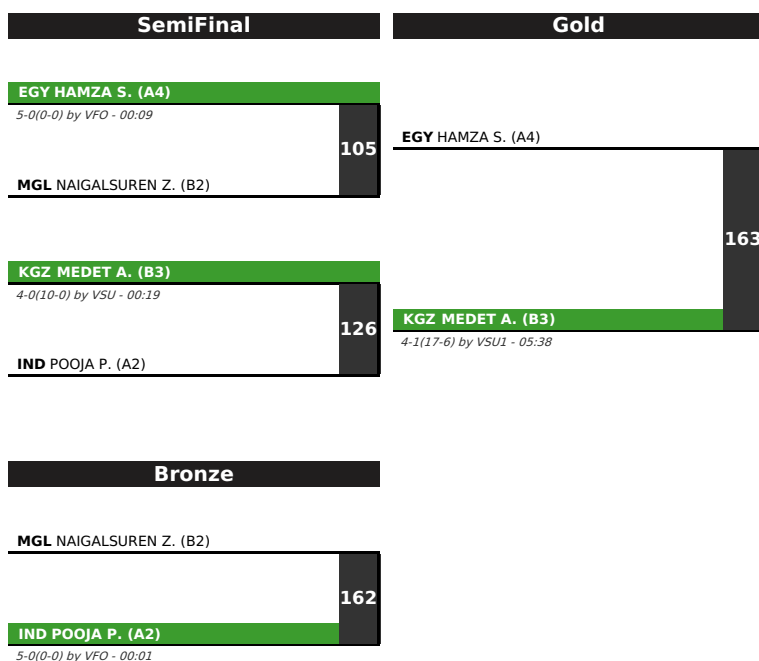 SemiFinal
EGY HAMZA S. (A4)
5-0(0-0) by VFO - 00:09
105
MGL NAIGALSUREN Z. (B2)
KGZ MEDET A. (B3)
4-0(10-0) by VSU - 00:19
126
IND POOJA P. (A2)
Gold
EGY HAMZA S. (A4)
163
KGZ MEDET A. (B3)
4-1(17-6) by VSU1 - 05:38
Bronze
MGL NAIGALSUREN Z. (B2)
162
IND POOJA P. (A2)
5-0(0-0) by VFO - 00:01